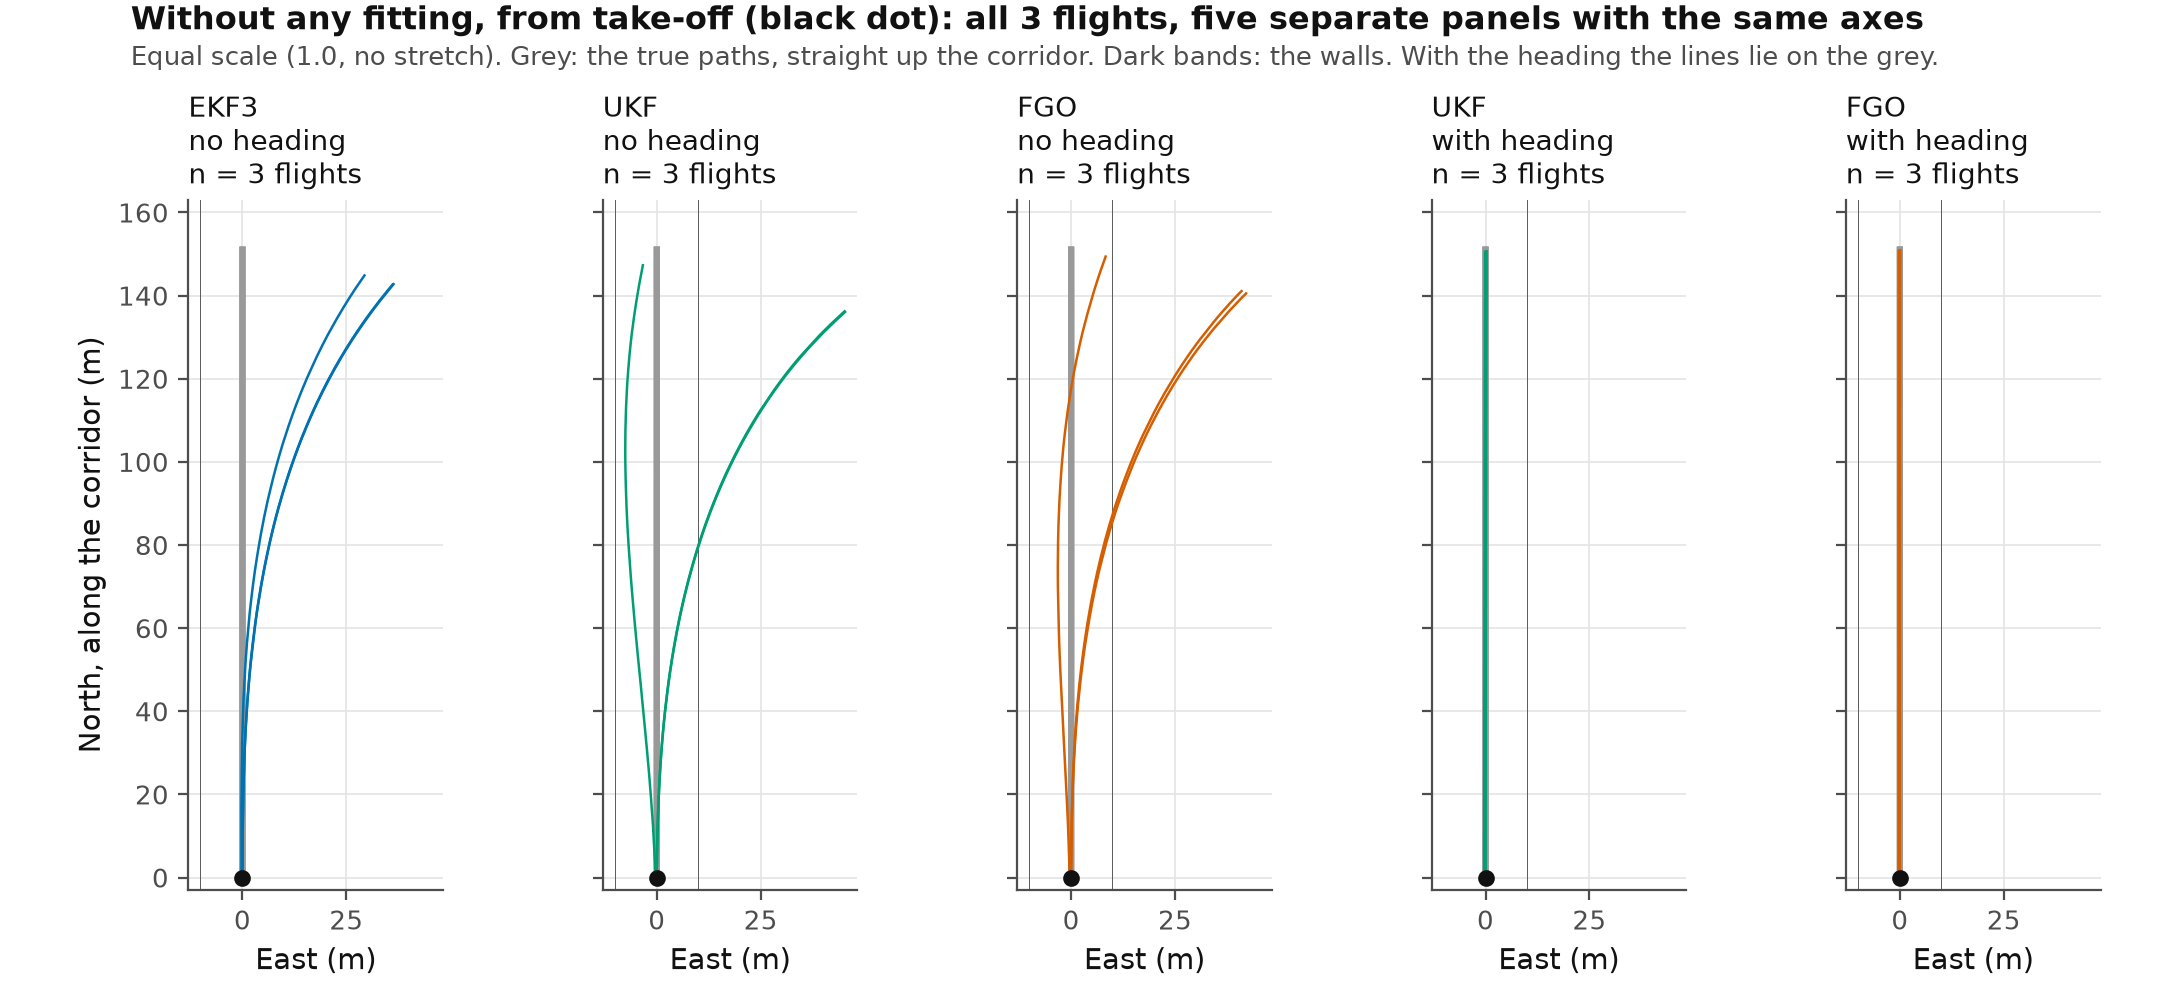 Without any fitting, from take-off (black dot): all 3 flights, five separate panels with the same axes
Equal scale (1.0, no stretch). Grey: the true paths, straight up the corridor. Dark bands: the walls. With the heading the lines lie on the grey.
EKF3
no heading
n = 3 flights
UKF
no heading
n = 3 flights
FGO
no heading
n = 3 flights
UKF
with heading
n = 3 flights
FGO
with heading
n = 3 flights
North, along the corridor (m)
160
140
120
100
80
60
40
20
0
0 25
0 25
0 25
0 25
0 25
East (m)
East (m)
East (m)
East (m)
East (m)